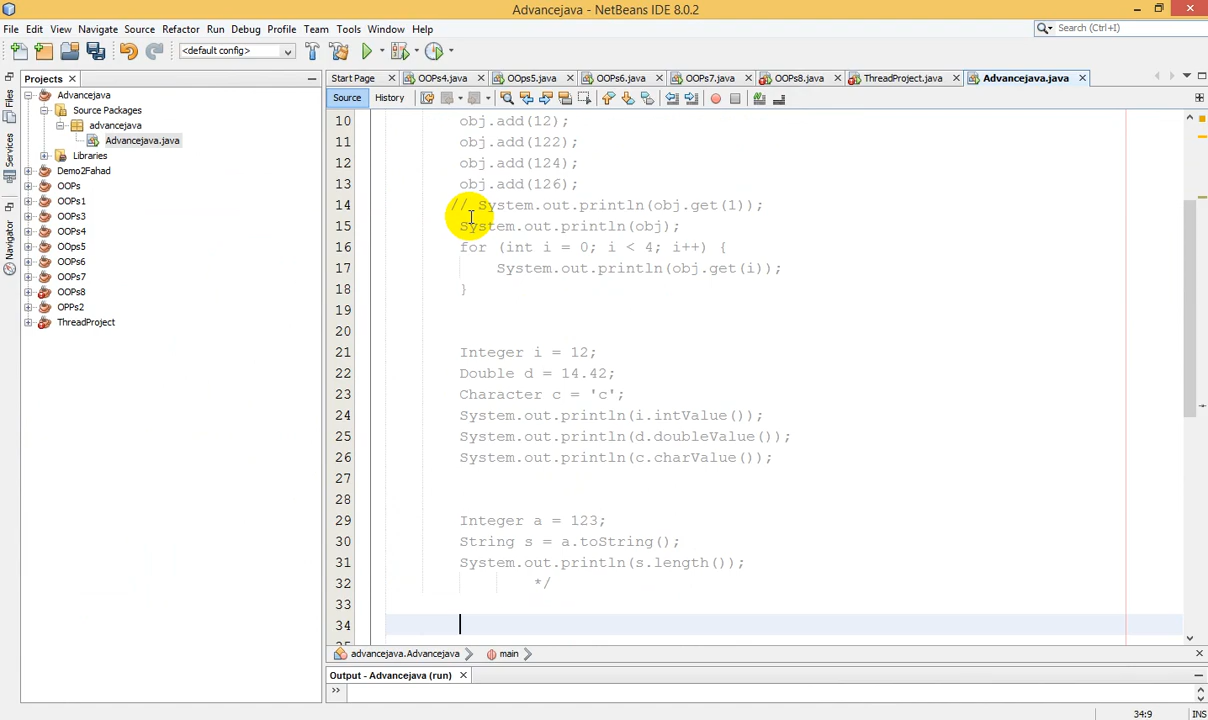 Advancejava - NetBeans IDE 8.0.2
File Edit View Navigate Source Refactor Run Debug Profile Team Tools Window Help
Search (Ctrl+I)
<default config>
Projects
Start Page OOPs4.java OOps5.java OOPs6.java OOPs7.java OOPs8.java ThreadProject.java Advancejava.java
Files
Services
Navigator
Advancejava
Source Packages
advancejava
Advancejava.java
Libraries
Demo2Fahad
OOPs
OOPs1
OOPs3
OOPs4
OOps5
OOPs6
OOPs7
OOPs8
OPPs2
ThreadProject
Source History
10 obj.add(12);
11 obj.add(122);
12 obj.add(124);
13 obj.add(126);
14 // System.out.println(obj.get(1));
15 System.out.println(obj);
16 for (int i = 0; i < 4; i++) {
17 System.out.println(obj.get(i));
18 }
19
20
21 Integer i = 12;
22 Double d = 14.42;
23 Character c = 'c';
24 System.out.println(i.intValue());
25 System.out.println(d.doubleValue());
26 System.out.println(c.charValue());
27
28
29 Integer a = 123;
30 String s = a.toString();
31 System.out.println(s.length());
32 */
33
34
advancejava.Advancejava main
Output - Advancejava (run)
34:9 INS